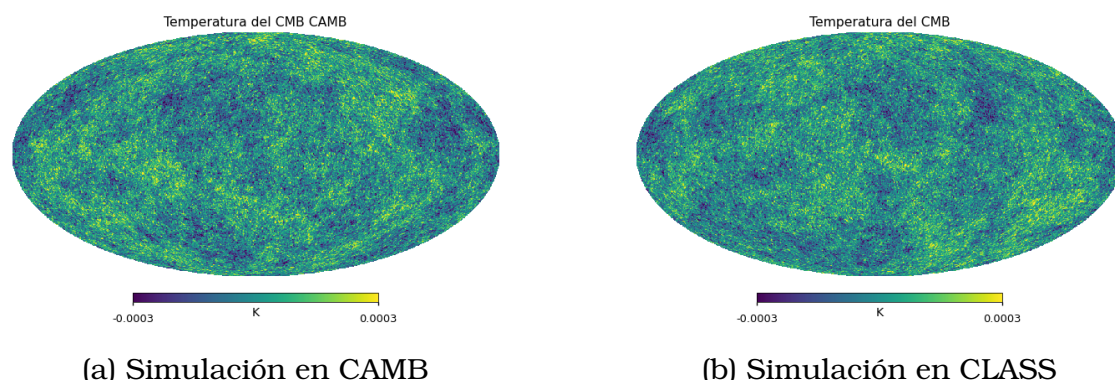 Temperatura del CMB CAMB
Temperatura del CMB
-0.0003 K 0.0003
-0.0003 K 0.0003
(a) Simulación en CAMB
(b) Simulación en CLASS